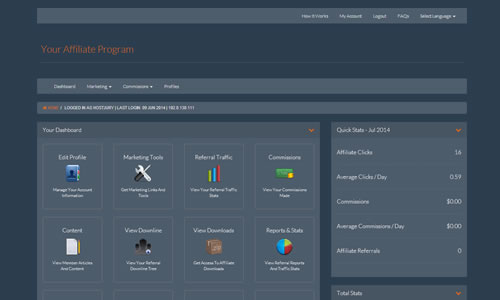 How It Works My Account Logout FAQs Select Language
Your Affiliate Program
Dashboard Marketing Commissions Profiles
HOME / LOGGED IN AS HOSTJURY | LAST LOGIN: 09 JUN 2014 | 192.0.130.111
Your Dashboard
Quick Stats - Jul 2014
Edit Profile
Manage Your Account
Information
Marketing Tools
Get Marketing Links And
Tools
Referral Traffic
View Your Referral Traffic
Stats
Commissions
View Your Commissions
Made
Content
View Member Articles
And Content
View Downline
View Your Referral
Downline Tree
View Downloads
Get Access To Affiliate
Downloads
Reports & Stats
View Referral Reports
And Traffic Stats
Affiliate Clicks 16
Average Clicks / Day 0.59
Commissions $0.00
Average Commissions / Day $0.00
Affiliate Referrals 0
Total Stats